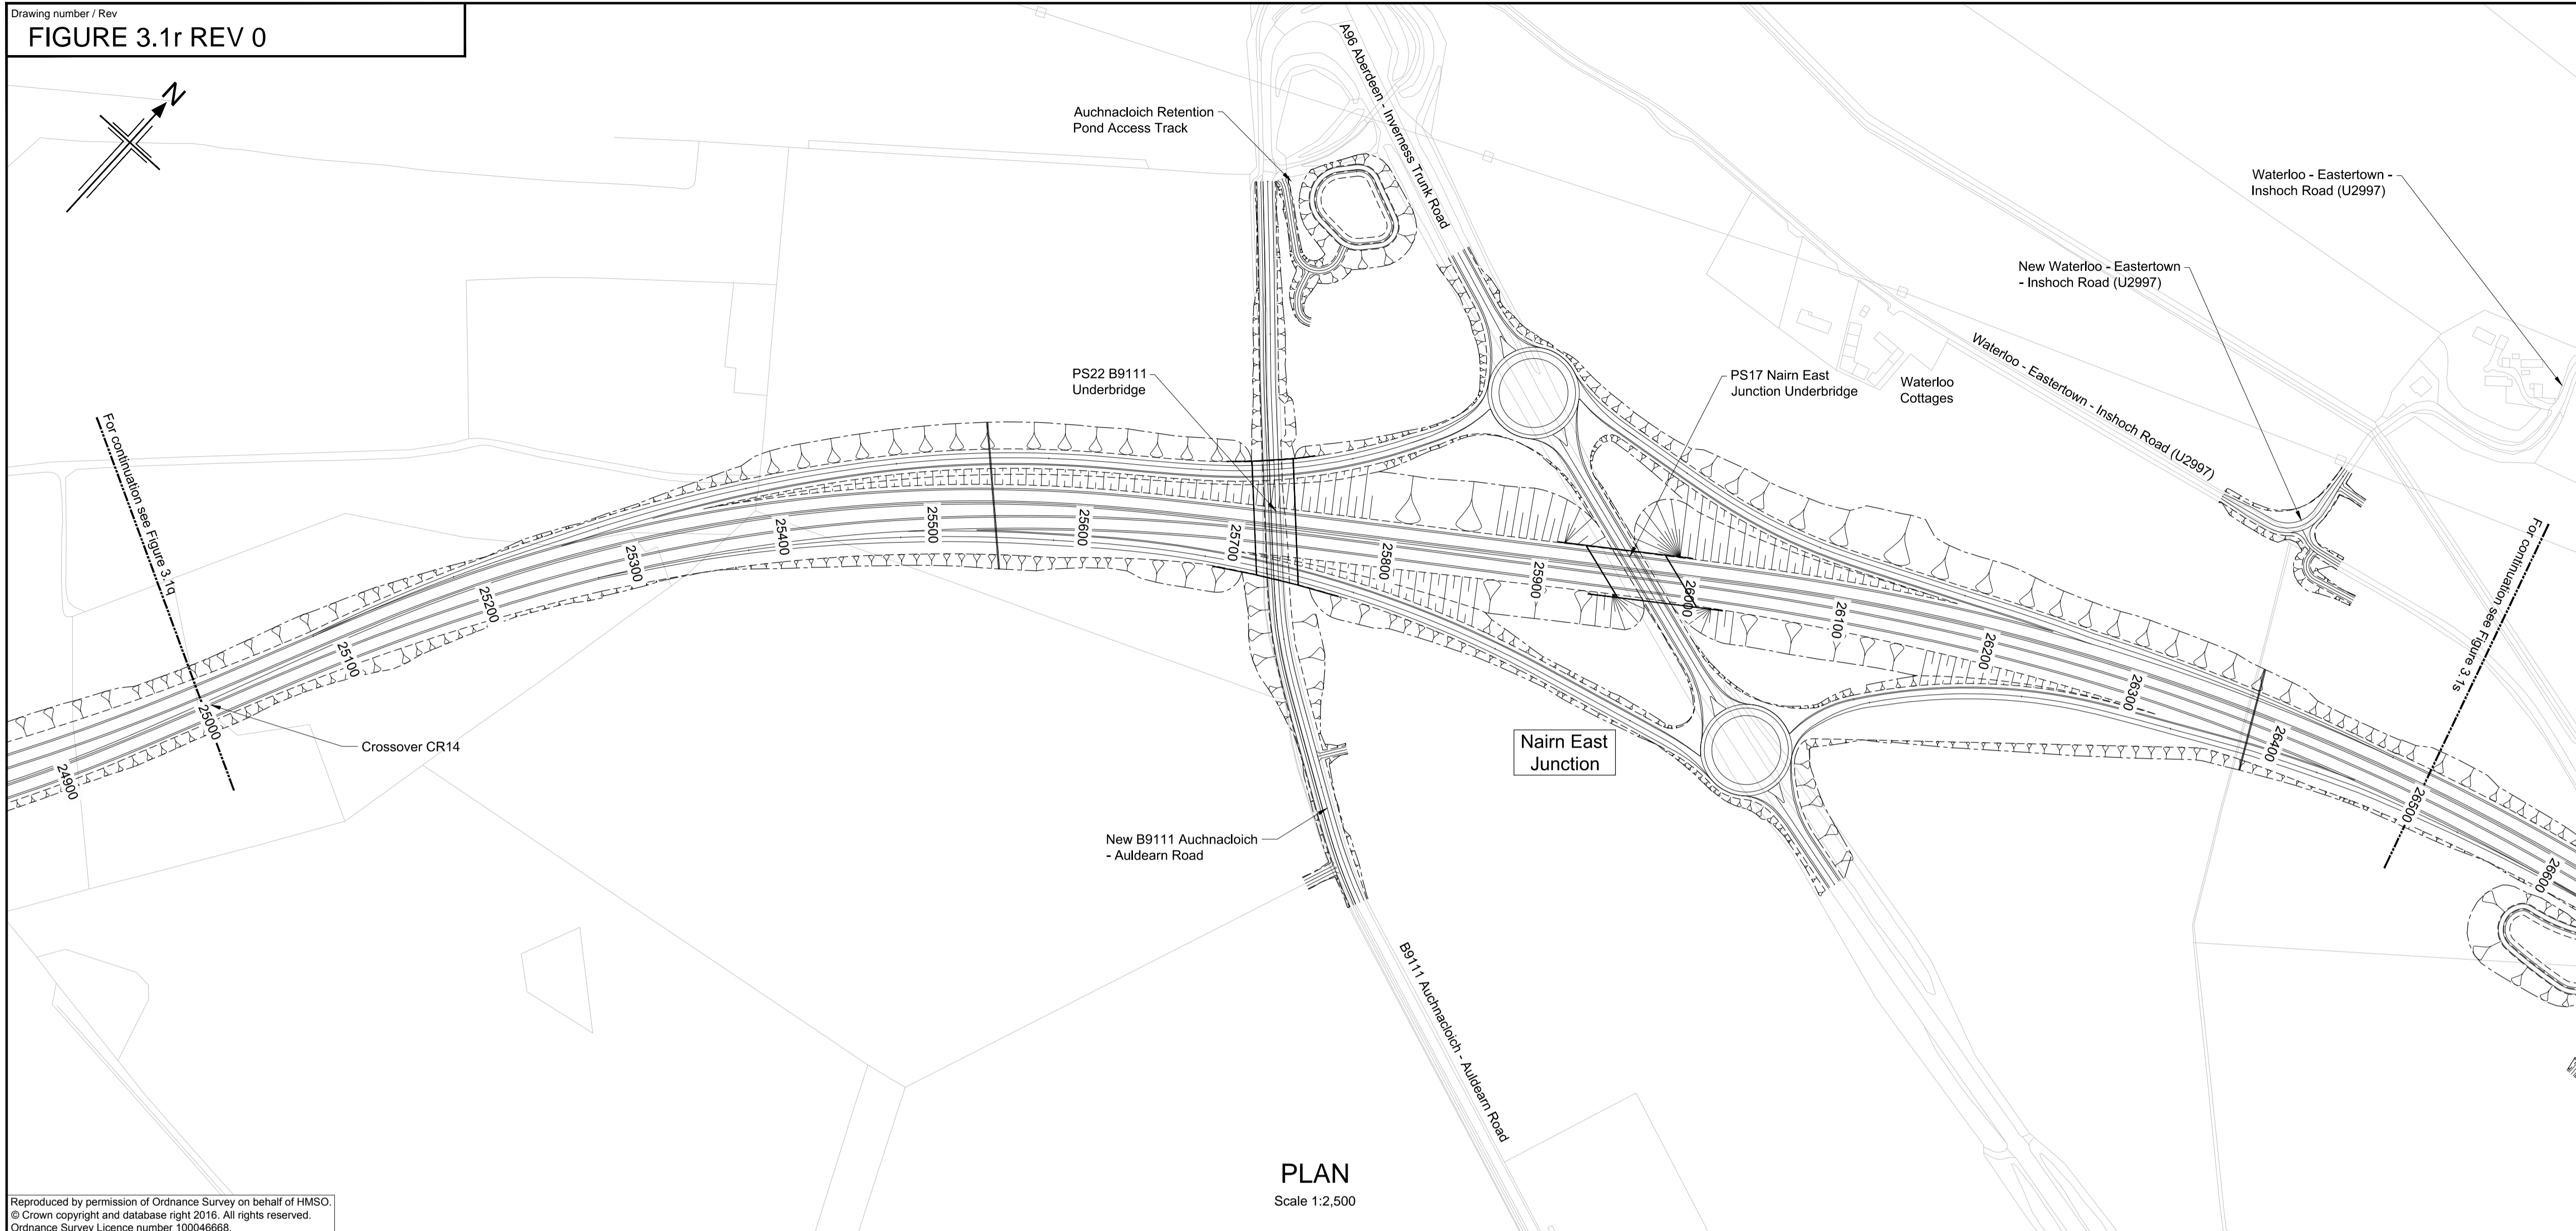 Drawing number / Rev
FIGURE 3.1r REV 0
N
A96 Aberdeen - Inverness Trunk Road
Auchnacloich Retention
Pond Access Track
Waterloo - Eastertown -
Inshoch Road (U2997)
New Waterloo - Eastertown
- Inshoch Road (U2997)
Waterloo - Eastertown - Inshoch Road (U2997)
PS22 B9111
Underbridge
PS17 Nairn East
Junction Underbridge
Waterloo
Cottages
For continuation see Figure 3.1q
For continuation see Figure 3.1s
24900
25000
25100
25200
25300
25400
25500
25600
25700
25800
25900
26000
26100
26200
26300
26400
26500
26600
Crossover CR14
Nairn East
Junction
New B9111 Auchnacloich
- Auldearn Road
B9111 Auchnacloich - Auldearn Road
PLAN
Scale 1:2,500
Reproduced by permission of Ordnance Survey on behalf of HMSO.
© Crown copyright and database right 2016. All rights reserved.
Ordnance Survey Licence number 100046668.